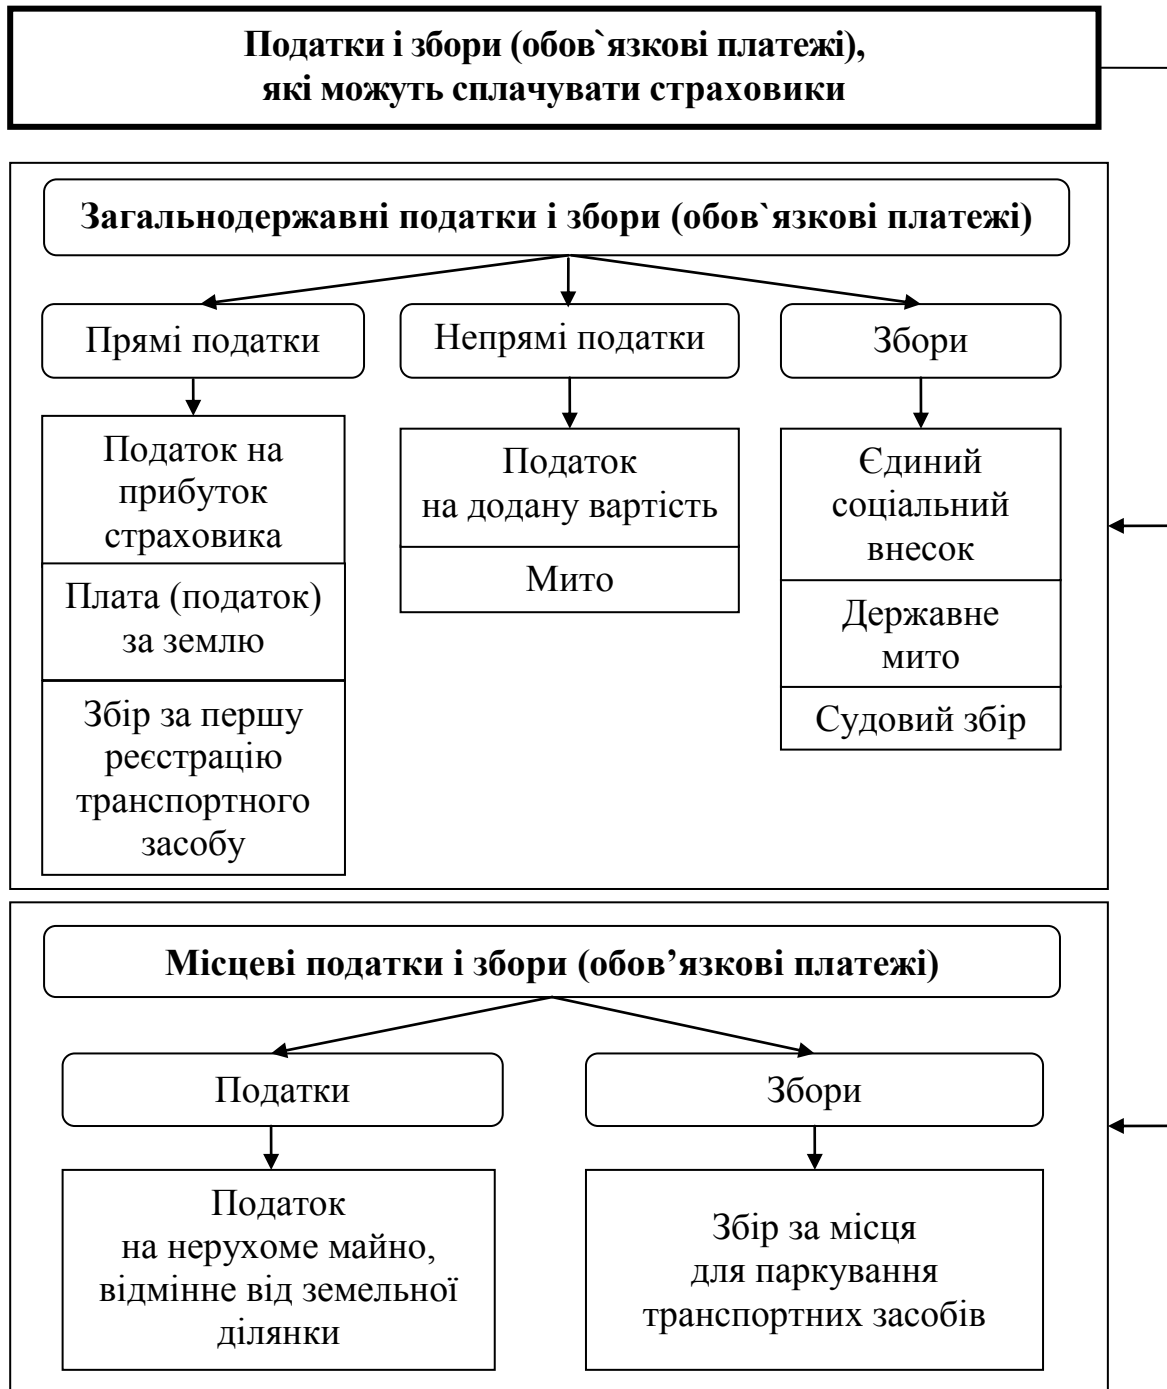 Податки і збори (обов`язкові платежі),
які можуть сплачувати страховики
Загальнодержавні податки і збори (обов`язкові платежі)
Прямі податки
Непрямі податки
Збори
Податок на
прибуток
страховика
Плата (податок)
за землю
Збір за першу
реєстрацію
транспортного
засобу
Податок
на додану вартість
Мито
Єдиний
соціальний
внесок
Державне
мито
Судовий збір
Місцеві податки і збори (обов’язкові платежі)
Податки
Збори
Податок
на нерухоме майно,
відмінне від земельної
ділянки
Збір за місця
для паркування
транспортних засобів